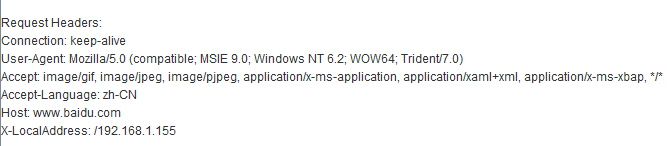 Request Headers:
Connection: keep-alive
User-Agent: Mozilla/5.0 (compatible; MSIE 9.0; Windows NT 6.2; WOW64; Trident/7.0)
Accept: image/gif, image/jpeg, image/pjpeg, application/x-ms-application, application/xaml+xml, application/x-ms-xbap, */*
Accept-Language: zh-CN
Host: www.baidu.com
X-LocalAddress: /192.168.1.155